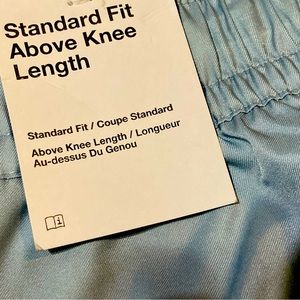 Standard Fit
Above Knee
Length
Standard Fit / Coupe Standard
Above Knee Length / Longueur
Au-dessus Du Genou
i